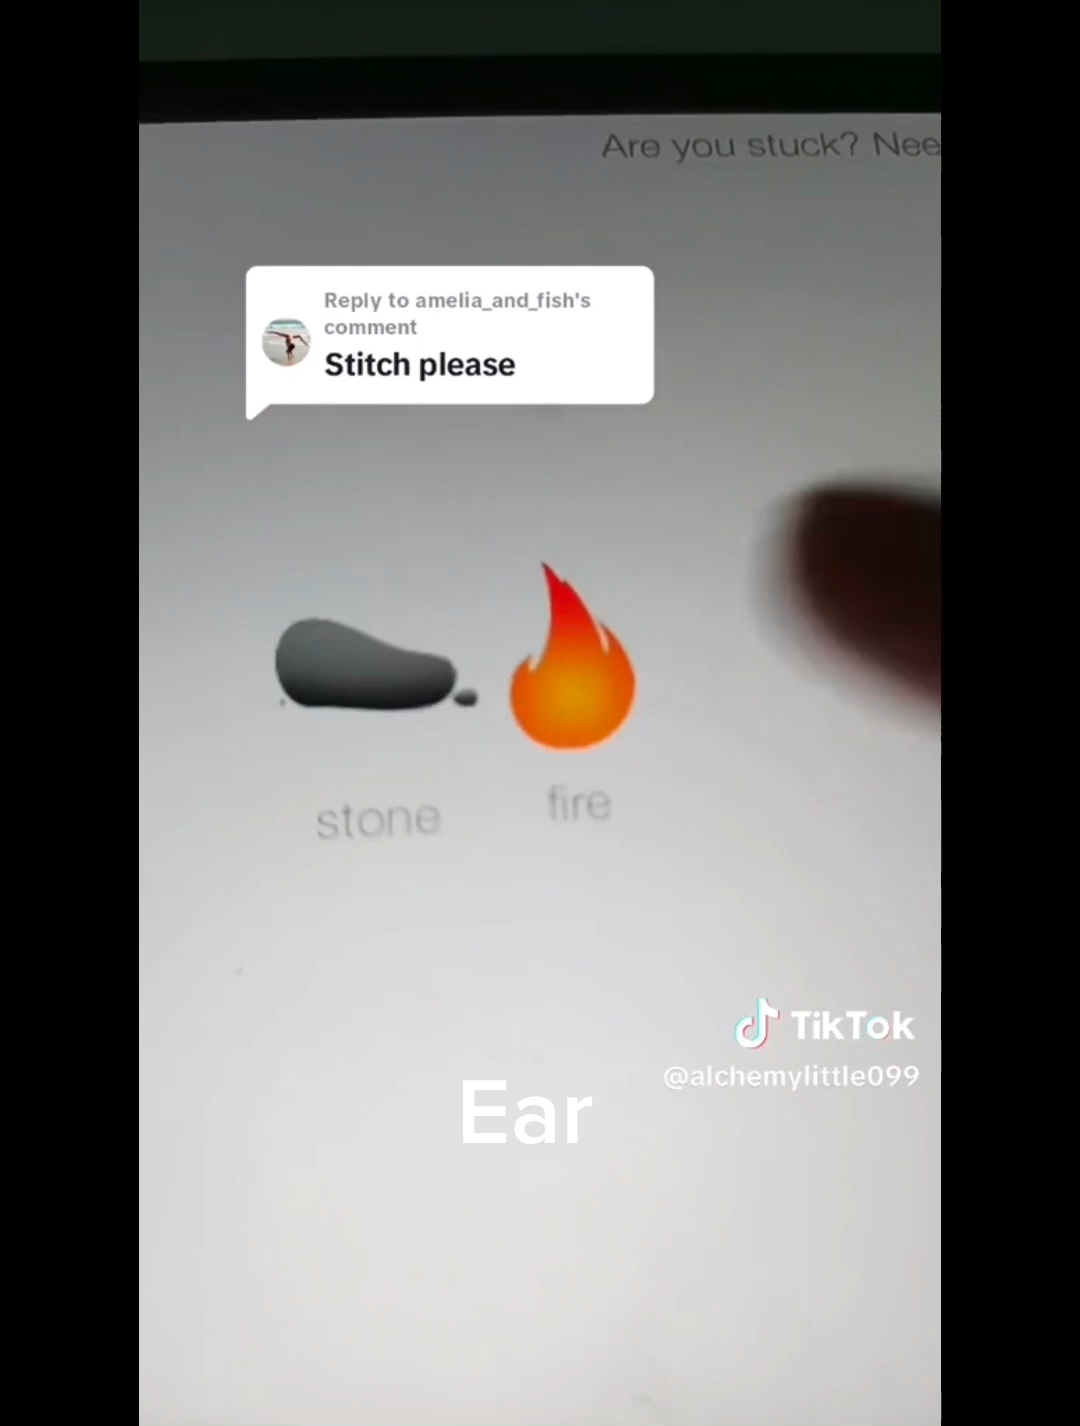 Are you stuck? Nee
Reply to amelia_and_fish's
comment
Stitch please
stone
fire
TikTok
@alchemylittle099
Ear